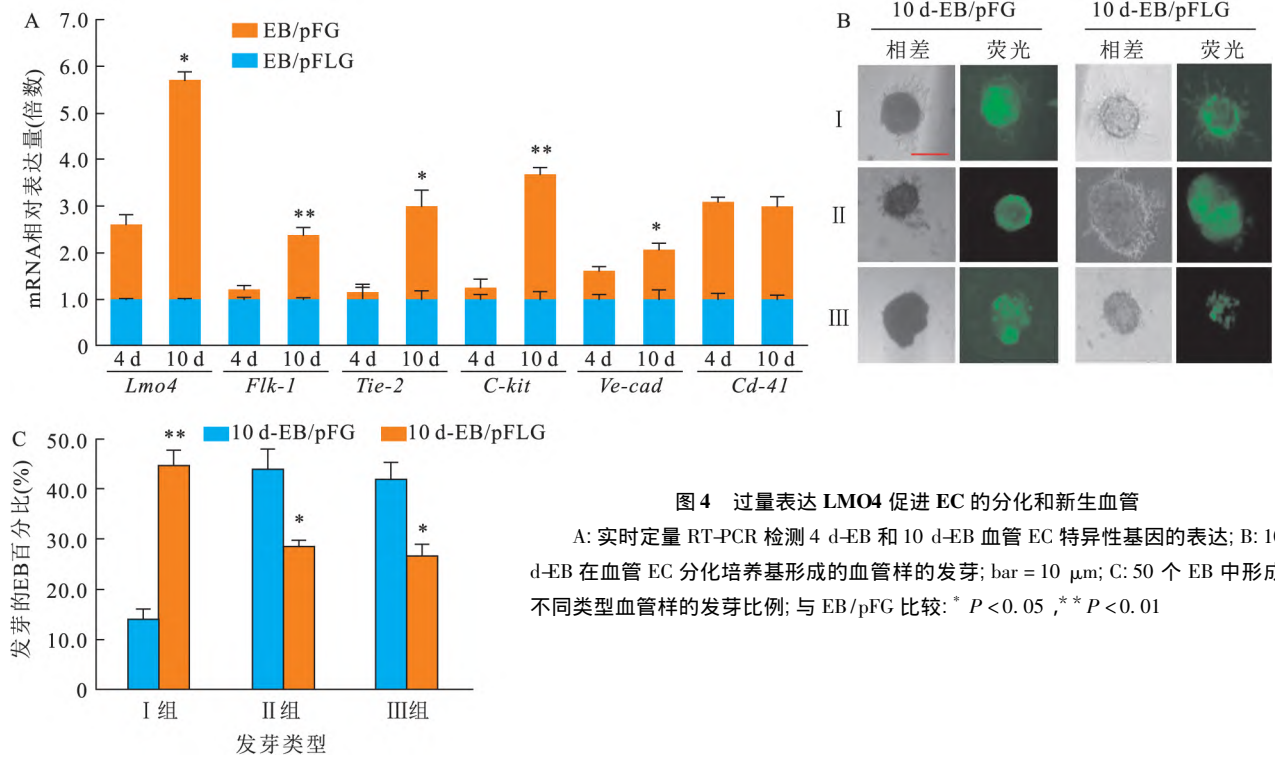 A
7.0
6.0
5.0
4.0
3.0
2.0
1.0
0
mRNA相对表达量(倍数)
EB/pFG
EB/pFLG
* ** * ** *
4 d 10 d 4 d 10 d 4 d 10 d 4 d 10 d 4 d 10 d 4 d 10 d
Lmo4 Flk-1 Tie-2 C-kit Ve-cad Cd-41
B
10 d-EB/pFG 10 d-EB/pFLG
相差 荧光 相差 荧光
I
II
III
C
50.0
40.0
30.0
20.0
10.0
0
发芽的EB百分比(%)
10 d-EB/pFG 10 d-EB/pFLG
** * *
I组 II组 III组
发芽类型
图 4 过量表达 LMO4 促进 EC 的分化和新生血管
A: 实时定量 RT-PCR 检测 4 d-EB 和 10 d-EB 血管 EC 特异性基因的表达; B: 10
d-EB 在血管 EC 分化培养基形成的血管样的发芽; bar = 10 μm; C: 50 个 EB 中形成
不同类型血管样的发芽比例; 与 EB/pFG 比较: * P < 0. 05 ,** P < 0. 01